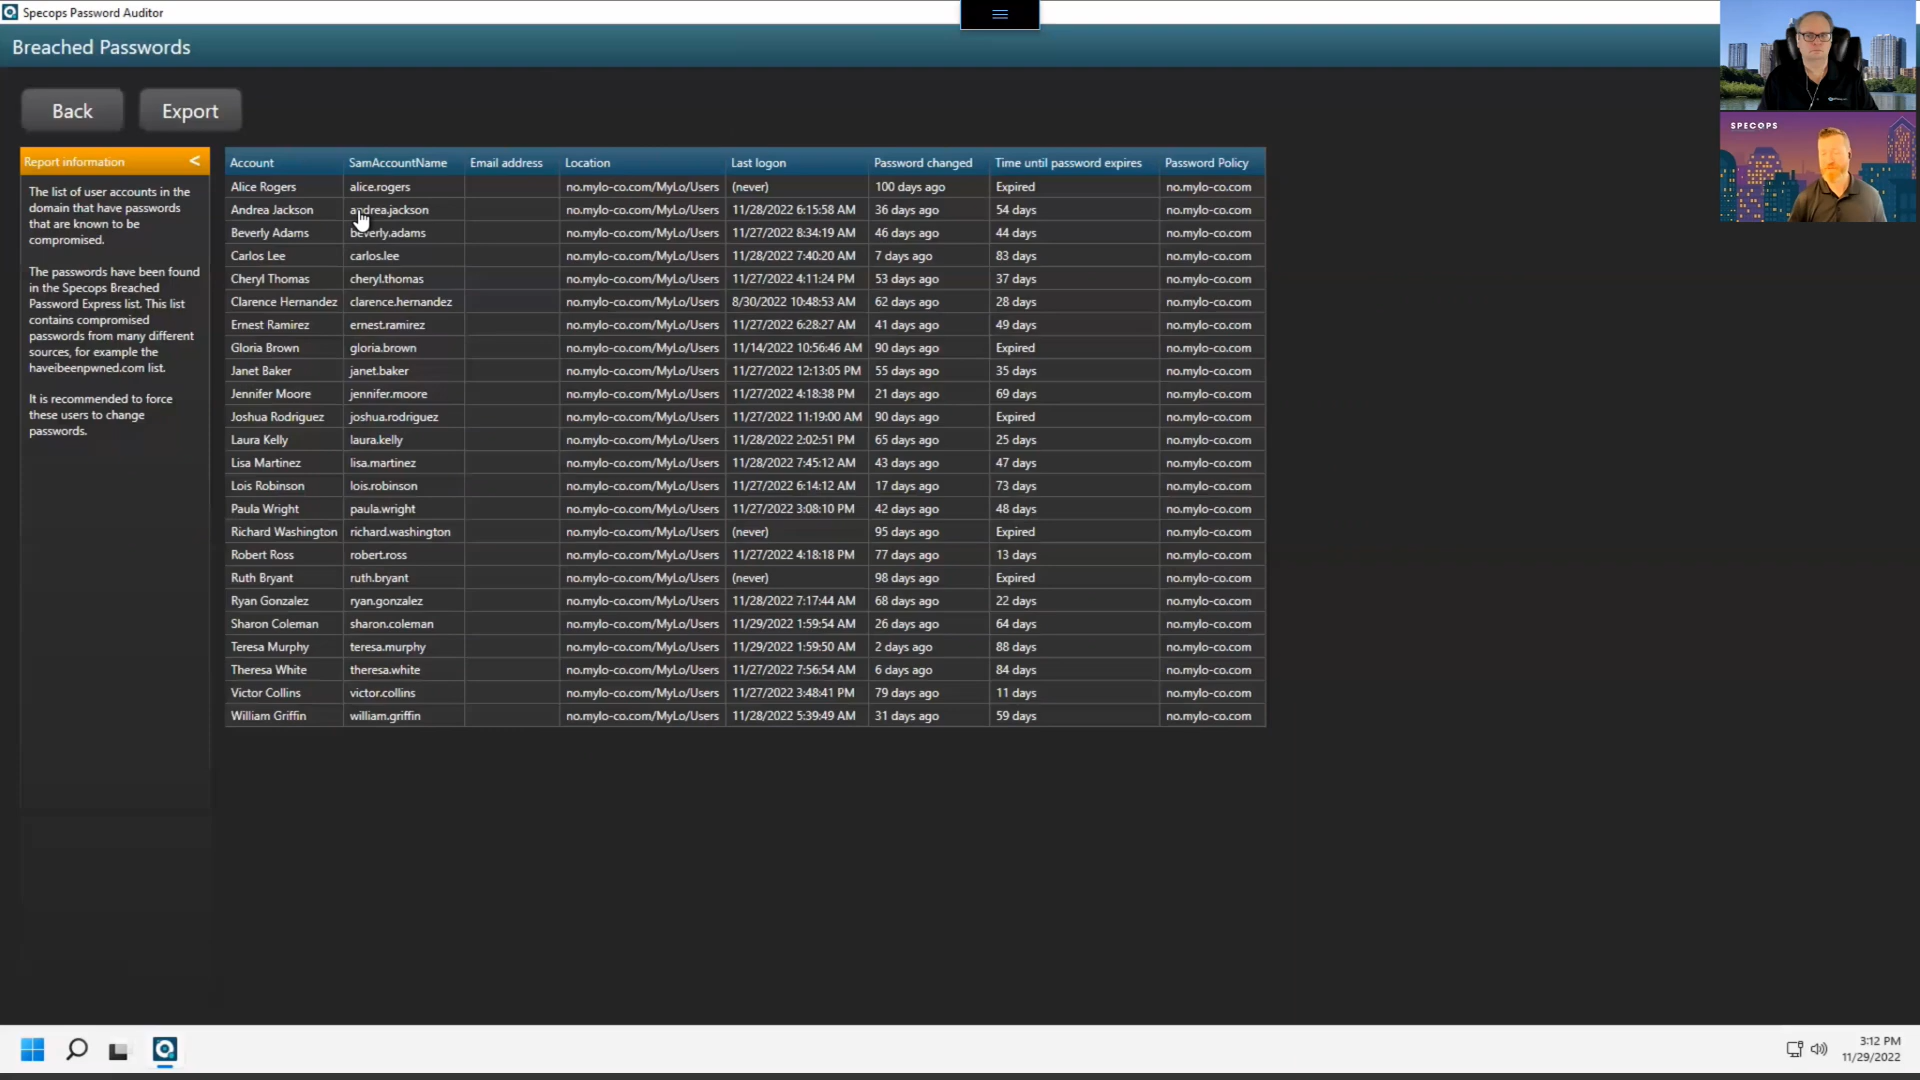 Specops Password Auditor
Breached Passwords
SPECOPS
Back Export
Report information <
The list of user accounts in the
domain that have passwords
that are known to be
compromised.
The passwords have been found
in the Specops Breached
Password Express list. This list
contains compromised
passwords from many different
sources, for example the
haveibeenpwned.com list.
It is recommended to force
these users to change
passwords.
Account SamAccountName Email address Location Last logon Password changed Time until password expires Password Policy
Alice Rogers alice.rogers no.mylo-co.com/MyLo/Users (never) 100 days ago Expired no.mylo-co.com
Andrea Jackson andrea.jackson no.mylo-co.com/MyLo/Users 11/28/2022 6:15:58 AM 36 days ago 54 days no.mylo-co.com
Beverly Adams beverly.adams no.mylo-co.com/MyLo/Users 11/27/2022 8:34:19 AM 46 days ago 44 days no.mylo-co.com
Carlos Lee carlos.lee no.mylo-co.com/MyLo/Users 11/28/2022 7:40:20 AM 7 days ago 83 days no.mylo-co.com
Cheryl Thomas cheryl.thomas no.mylo-co.com/MyLo/Users 11/27/2022 4:11:24 PM 53 days ago 37 days no.mylo-co.com
Clarence Hernandez clarence.hernandez no.mylo-co.com/MyLo/Users 8/30/2022 10:48:53 AM 62 days ago 28 days no.mylo-co.com
Ernest Ramirez ernest.ramirez no.mylo-co.com/MyLo/Users 11/27/2022 6:28:27 AM 41 days ago 49 days no.mylo-co.com
Gloria Brown gloria.brown no.mylo-co.com/MyLo/Users 11/14/2022 10:56:46 AM 90 days ago Expired no.mylo-co.com
Janet Baker janet.baker no.mylo-co.com/MyLo/Users 11/27/2022 12:13:05 PM 55 days ago 35 days no.mylo-co.com
Jennifer Moore jennifer.moore no.mylo-co.com/MyLo/Users 11/27/2022 4:18:38 PM 21 days ago 69 days no.mylo-co.com
Joshua Rodriguez joshua.rodriguez no.mylo-co.com/MyLo/Users 11/27/2022 11:19:00 AM 90 days ago Expired no.mylo-co.com
Laura Kelly laura.kelly no.mylo-co.com/MyLo/Users 11/28/2022 2:02:51 PM 65 days ago 25 days no.mylo-co.com
Lisa Martinez lisa.martinez no.mylo-co.com/MyLo/Users 11/28/2022 7:45:12 AM 43 days ago 47 days no.mylo-co.com
Lois Robinson lois.robinson no.mylo-co.com/MyLo/Users 11/27/2022 6:14:12 AM 17 days ago 73 days no.mylo-co.com
Paula Wright paula.wright no.mylo-co.com/MyLo/Users 11/27/2022 3:08:10 PM 42 days ago 48 days no.mylo-co.com
Richard Washington richard.washington no.mylo-co.com/MyLo/Users (never) 95 days ago Expired no.mylo-co.com
Robert Ross robert.ross no.mylo-co.com/MyLo/Users 11/27/2022 4:18:18 PM 77 days ago 13 days no.mylo-co.com
Ruth Bryant ruth.bryant no.mylo-co.com/MyLo/Users (never) 98 days ago Expired no.mylo-co.com
Ryan Gonzalez ryan.gonzalez no.mylo-co.com/MyLo/Users 11/28/2022 7:17:44 AM 68 days ago 22 days no.mylo-co.com
Sharon Coleman sharon.coleman no.mylo-co.com/MyLo/Users 11/29/2022 1:59:54 AM 26 days ago 64 days no.mylo-co.com
Teresa Murphy teresa.murphy no.mylo-co.com/MyLo/Users 11/29/2022 1:59:50 AM 2 days ago 88 days no.mylo-co.com
Theresa White theresa.white no.mylo-co.com/MyLo/Users 11/27/2022 7:56:54 AM 6 days ago 84 days no.mylo-co.com
Victor Collins victor.collins no.mylo-co.com/MyLo/Users 11/27/2022 3:48:41 PM 79 days ago 11 days no.mylo-co.com
William Griffin william.griffin no.mylo-co.com/MyLo/Users 11/28/2022 5:39:49 AM 31 days ago 59 days no.mylo-co.com
3:12 PM
11/29/2022